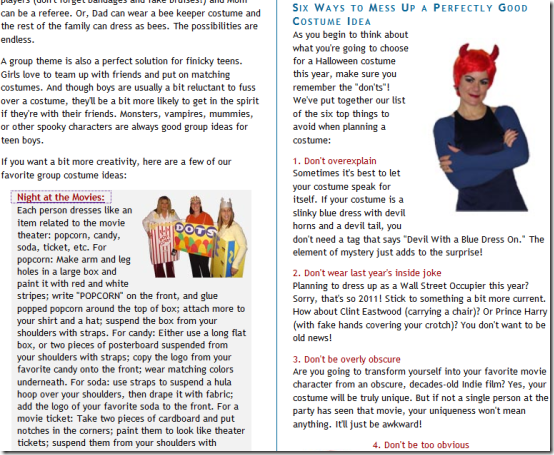 players (don't forget bandages and fake bruises!) and Mom
can be a referee. Or, Dad can wear a bee keeper costume and
the rest of the family can dress as bees. The possibilities are
endless.
A group theme is also a perfect solution for finicky teens.
Girls love to team up with friends and put on matching
costumes. And though boys are usually a bit reluctant to fuss
over a costume, they'll be a bit more likely to get in the spirit
if they're with their friends. Monsters, vampires, mummies,
or other spooky characters are always good group ideas for
teen boys.
If you want a bit more creativity, here are a few of our
favorite group costume ideas:
Night at the Movies:
Each person dresses like an
item related to the movie
theater: popcorn, candy,
soda, ticket, etc. For
popcorn: Make arm and leg
holes in a large box and
paint it with red and white
stripes; write "POPCORN" on the front, and glue
popped popcorn around the top of box; attach more to
your shirt and a hat; suspend the box from your
shoulders with straps. For candy: Either use a long flat
box, or two pieces of posterboard suspended from
your shoulders with straps; copy the logo from your
favorite candy onto the front; wear matching colors
underneath. For soda: use straps to suspend a hula
hoop over your shoulders, then drape it with fabric;
add the logo of your favorite soda to the front. For a
movie ticket: Take two pieces of cardboard and put
notches in the corners; paint them to look like theater
tickets; suspend them from your shoulders with
DOTS
Six Ways to Mess Up a Perfectly Good
Costume Idea
As you begin to think about
what you're going to choose
for a Halloween costume
this year, make sure you
remember the "don'ts"!
We've put together our list
of the six top things to
avoid when planning a
costume:
1. Don't overexplain
Sometimes it's best to let
your costume speak for
itself. If your costume is a
slinky blue dress with devil
horns and a devil tail, you
don't need a tag that says "Devil With a Blue Dress On." The
element of mystery just adds to the surprise!
2. Don't wear last year's inside joke
Planning to dress up as a Wall Street Occupier this year?
Sorry, that's so 2011! Stick to something a bit more current.
How about Clint Eastwood (carrying a chair)? Or Prince Harry
(with fake hands covering your crotch)? You don't want to be
old news!
3. Don't be overly obscure
Are you going to transform yourself into your favorite movie
character from an obscure, decades-old Indie film? Yes, your
costume will be truly unique. But if not a single person at the
party has seen that movie, your uniqueness won't mean
anything. It'll just be awkward!
4. Don't be too obvious